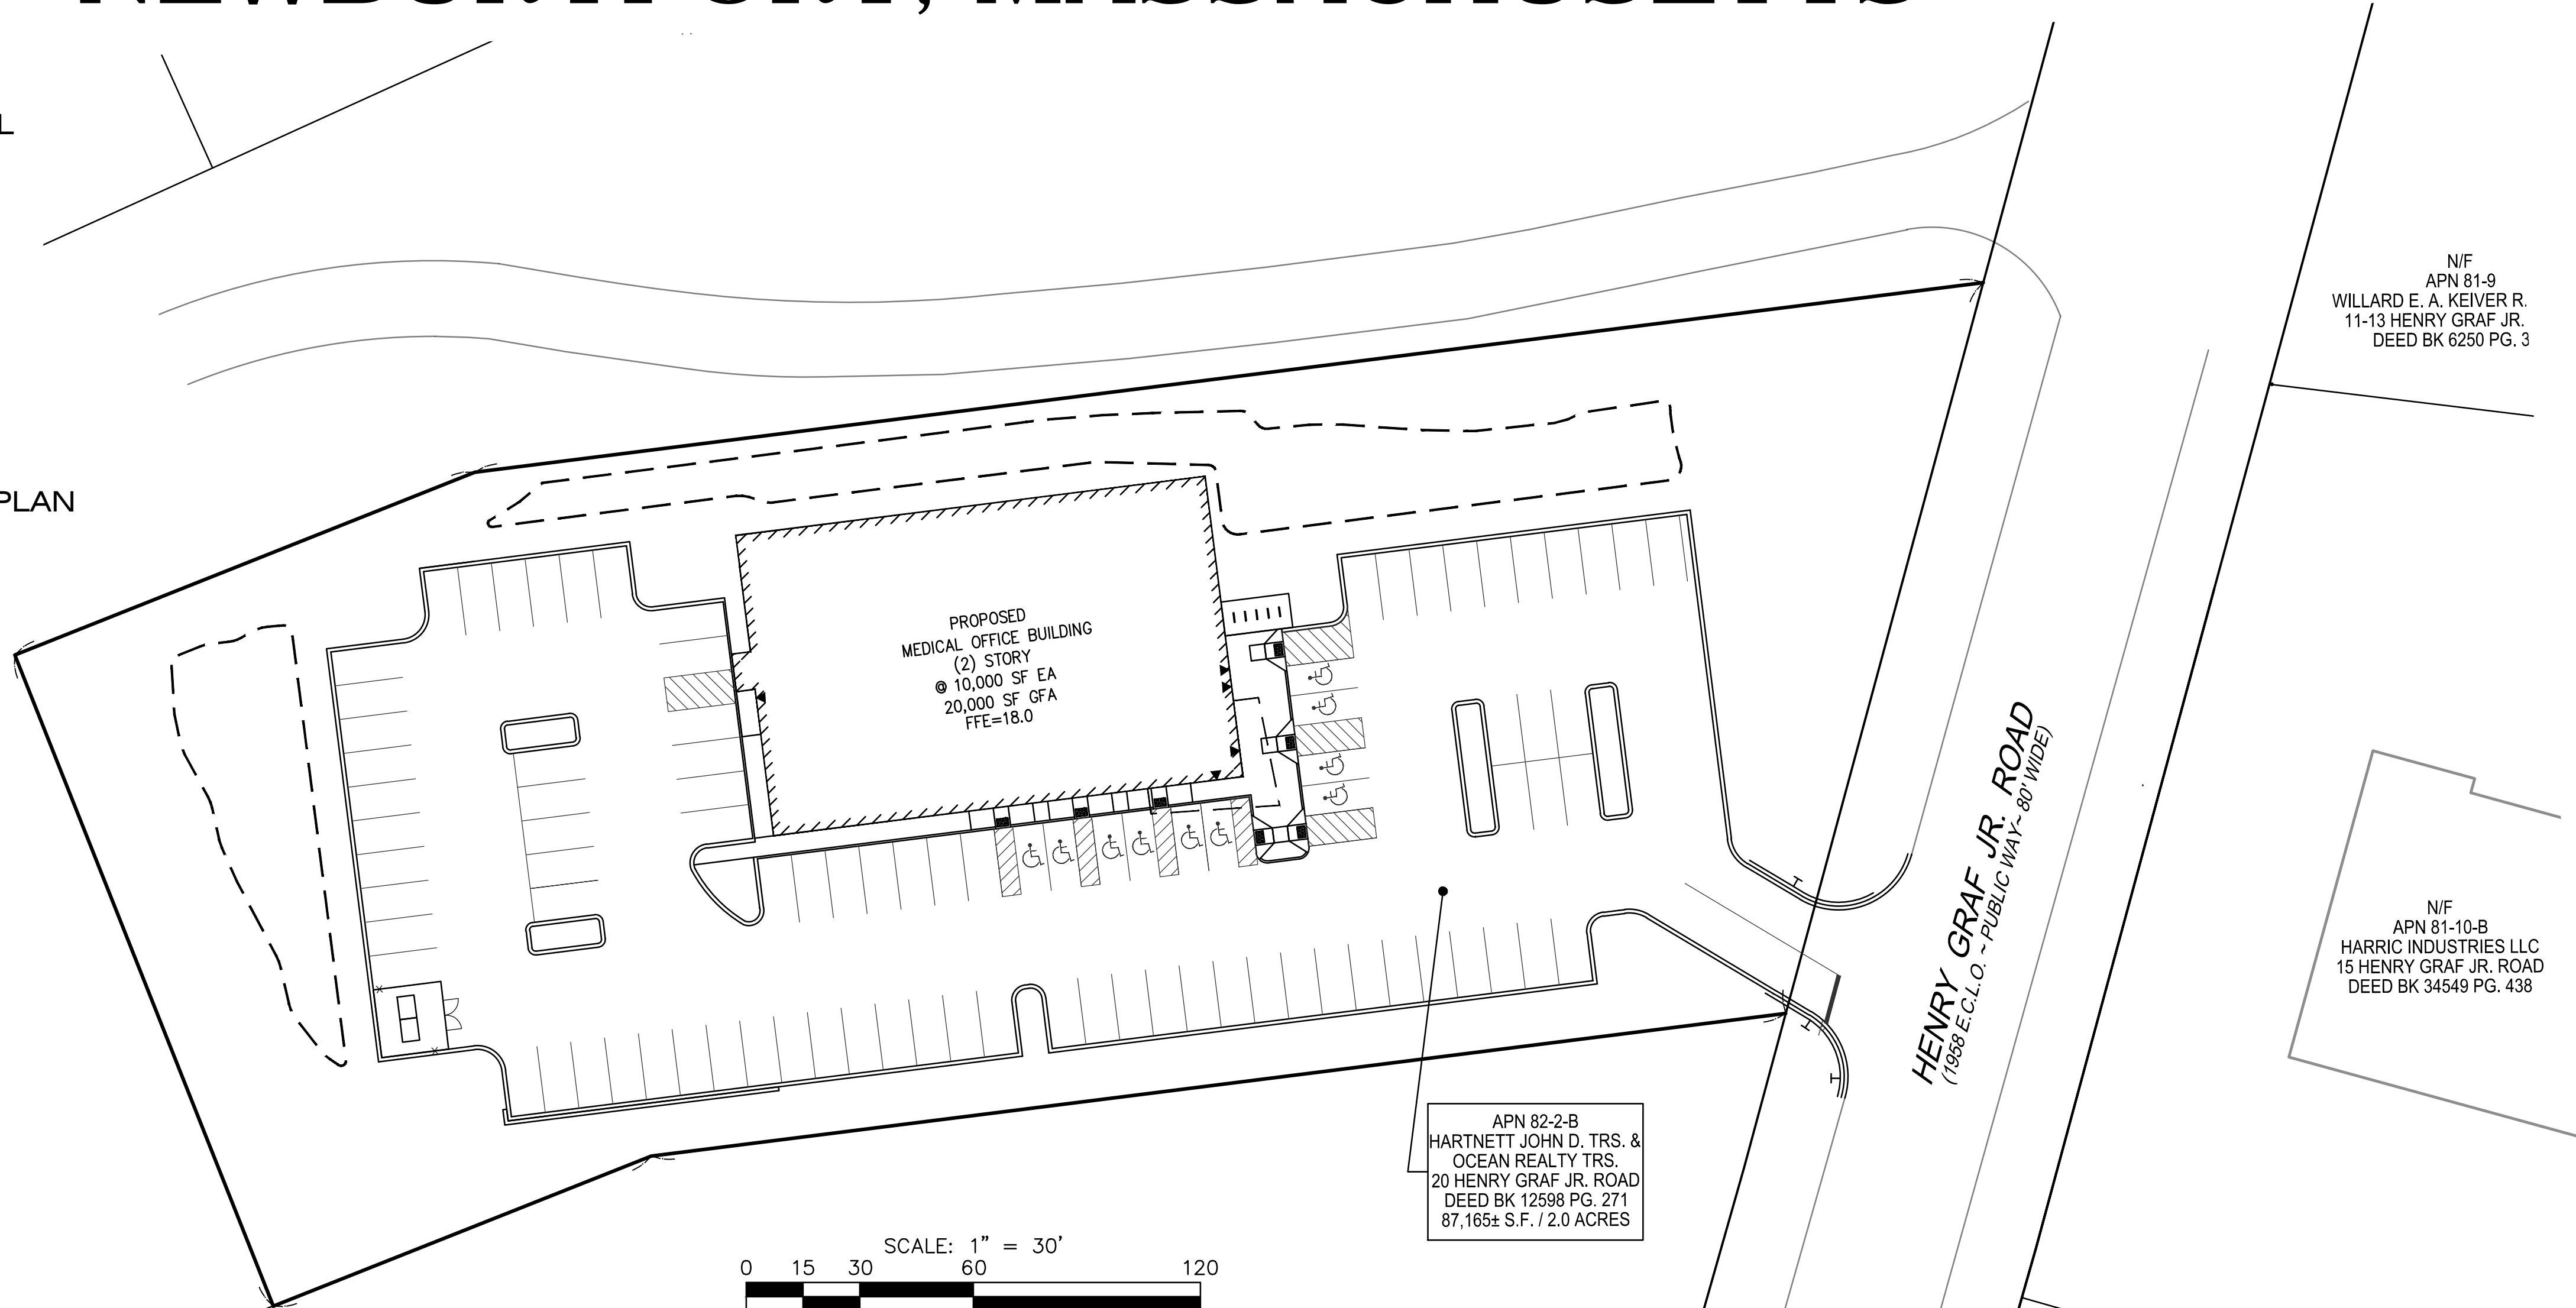 NEWBURYPORT, MASSACHUSETTS
L
PLAN
N/F
APN 81-9
WILLARD E. A. KEIVER R.
11-13 HENRY GRAF JR.
DEED BK 6250 PG. 3
PROPOSED
MEDICAL OFFICE BUILDING
(2) STORY
@ 10,000 SF EA
20,000 SF GFA
FFE=18.0
HENRY GRAF JR. ROAD
(1958 E.C.L.O. ~ PUBLIC WAY~ 80' WIDE)
N/F
APN 81-10-B
HARRIC INDUSTRIES LLC
15 HENRY GRAF JR. ROAD
DEED BK 34549 PG. 438
APN 82-2-B
HARTNETT JOHN D. TRS. &
OCEAN REALTY TRS.
20 HENRY GRAF JR. ROAD
DEED BK 12598 PG. 271
87,165± S.F. / 2.0 ACRES
SCALE: 1" = 30'
0 15 30 60 120